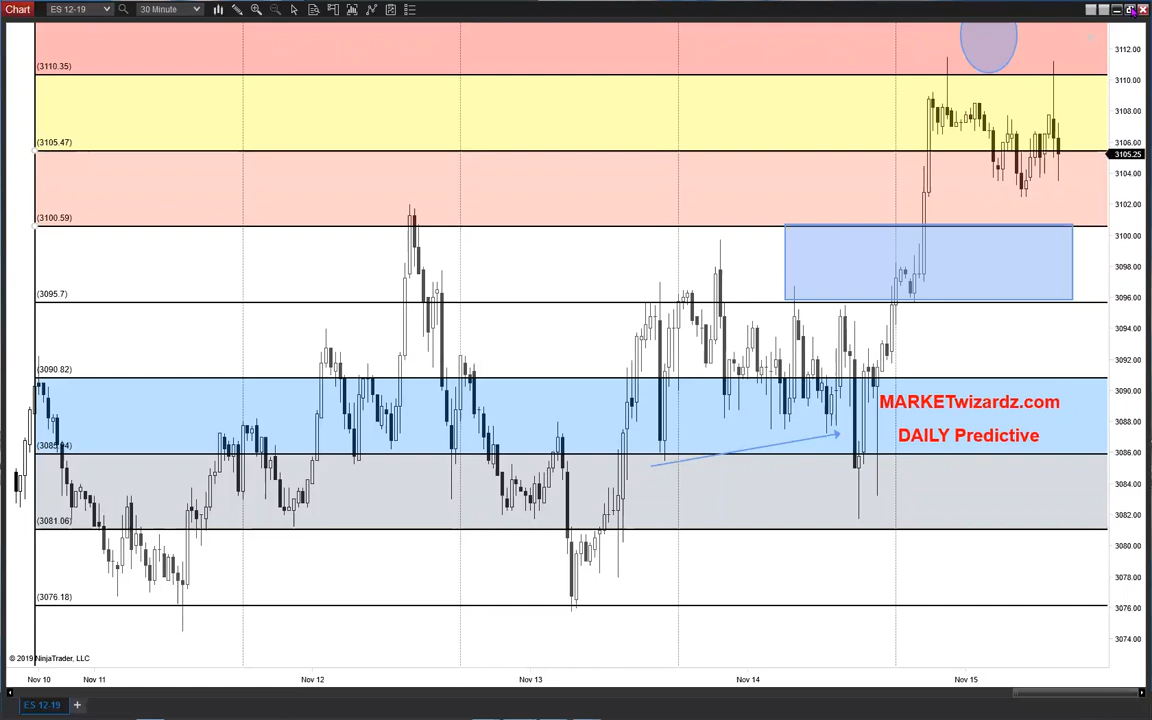 Chart
ES 12-19
30 Minute
(3110.35)
(3105.47)
(3100.59)
(3095.7)
(3090.82)
(3085.94)
(3081.06)
(3076.18)
MARKETwizardz.com
DAILY Predictive
3112.00
3110.00
3108.00
3106.00
3105.25
3104.00
3102.00
3100.00
3098.00
3096.00
3094.00
3092.00
3090.00
3088.00
3086.00
3084.00
3082.00
3080.00
3078.00
3076.00
3074.00
© 2019 NinjaTrader, LLC
Nov 10
Nov 11
Nov 12
Nov 13
Nov 14
Nov 15
ES 12-19
+